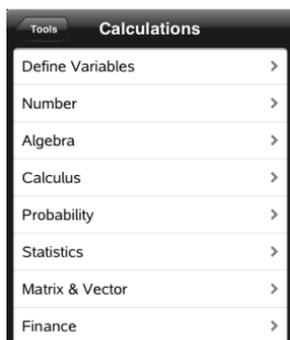 Tools Calculations
Define Variables
Number
Algebra
Calculus
Probability
Statistics
Matrix & Vector
Finance